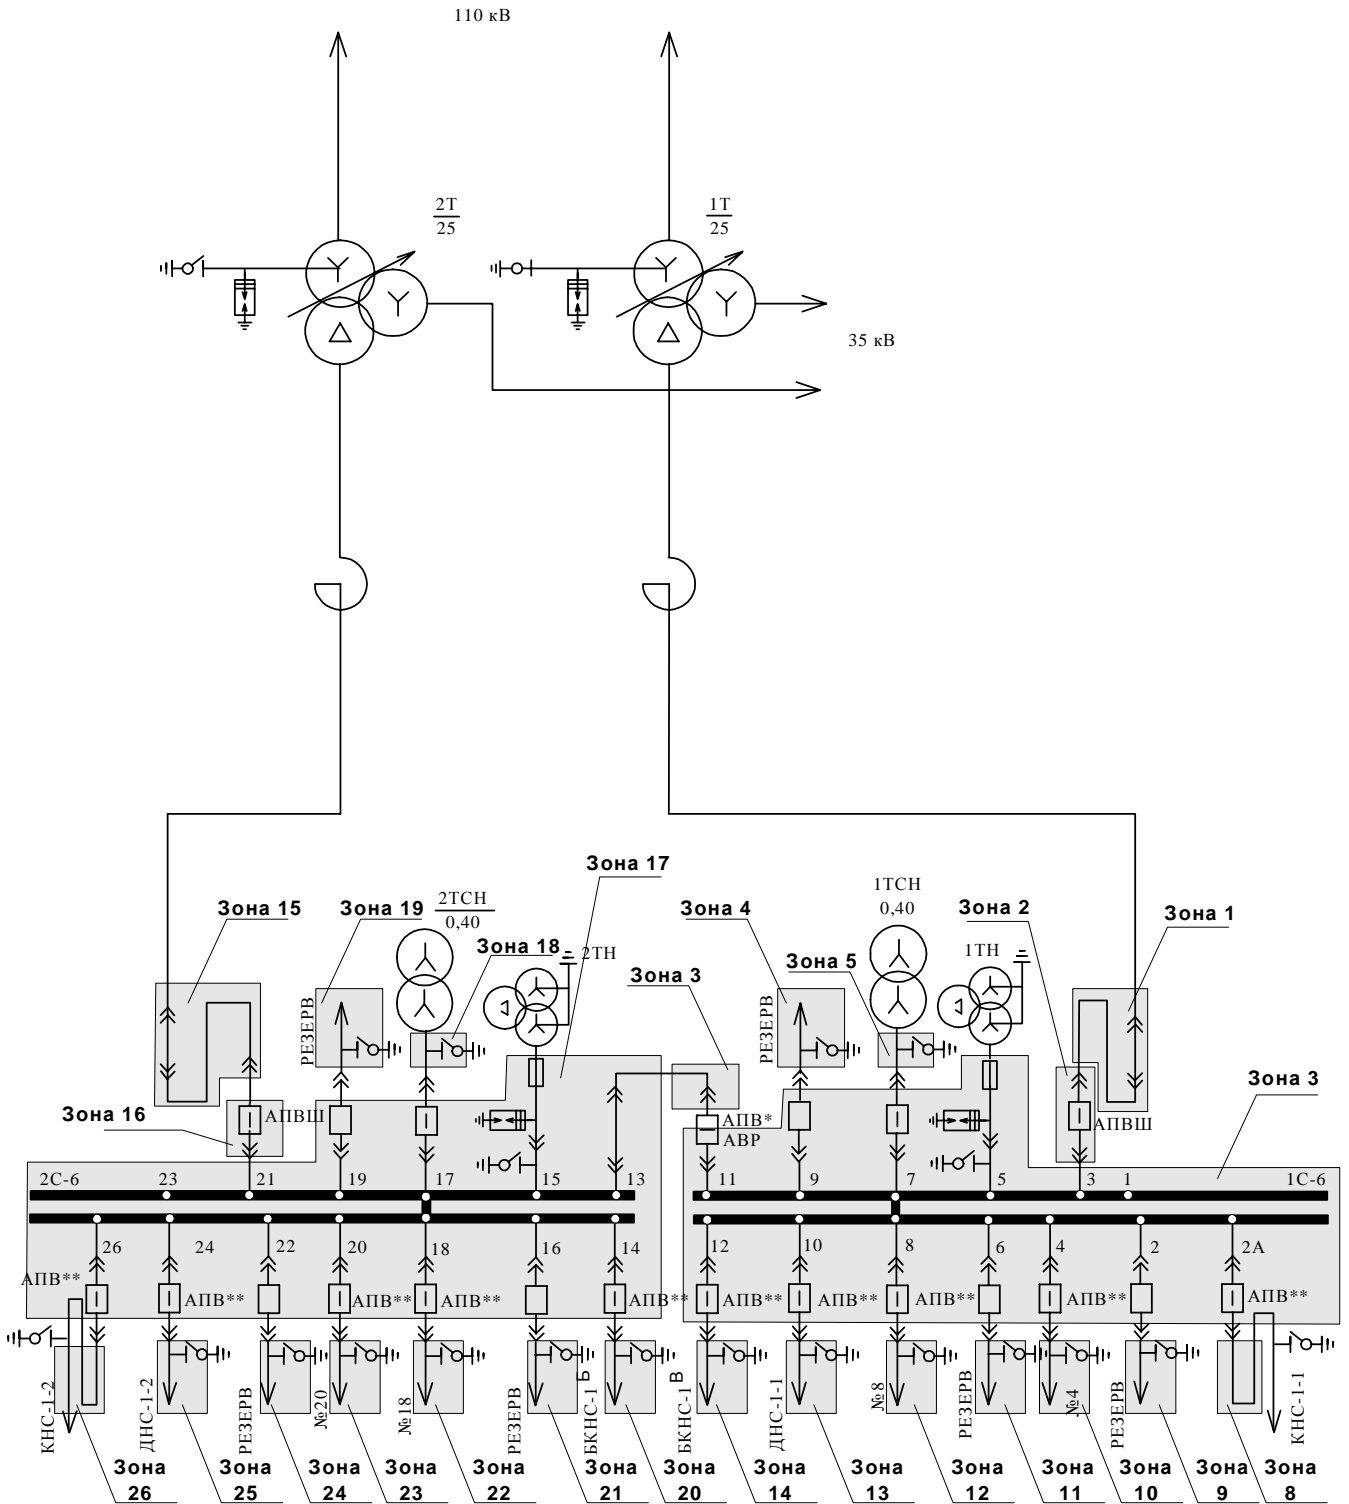 110 кВ
2Т
25
1Т
25
35 кВ
Зона 17
1ТСН
0,40
Зона 15
Зона 19
2ТСН
0,40
Зона 4
Зона 2
Зона 1
Зона 18
2ТН
1ТН
Зона 3
Зона 5
РЕЗЕРВ
РЕЗЕРВ
Зона 3
Зона 16
АПВШ
АПВ*
АВР
АПВШ
2С-6
23
21
19
17
15
13
11
9
7
5
3
1
1С-6
26
24
22
20
18
16
14
12
10
8
6
4
2
2А
АПВ**
АПВ**
АПВ**
АПВ**
АПВ**
АПВ**
АПВ**
АПВ**
АПВ**
АПВ**
КНС-1-2
ДНС-1-2
РЕЗЕРВ
№20
№18
РЕЗЕРВ
БКНС-1 Б
БКНС-1 В
ДНС-1-1
№8
РЕЗЕРВ
№4
РЕЗЕРВ
КНС-1-1
Зона
26
Зона
25
Зона
24
Зона
23
Зона
22
Зона
21
Зона
20
Зона
14
Зона
13
Зона
12
Зона
11
Зона
10
Зона
9
Зона
8